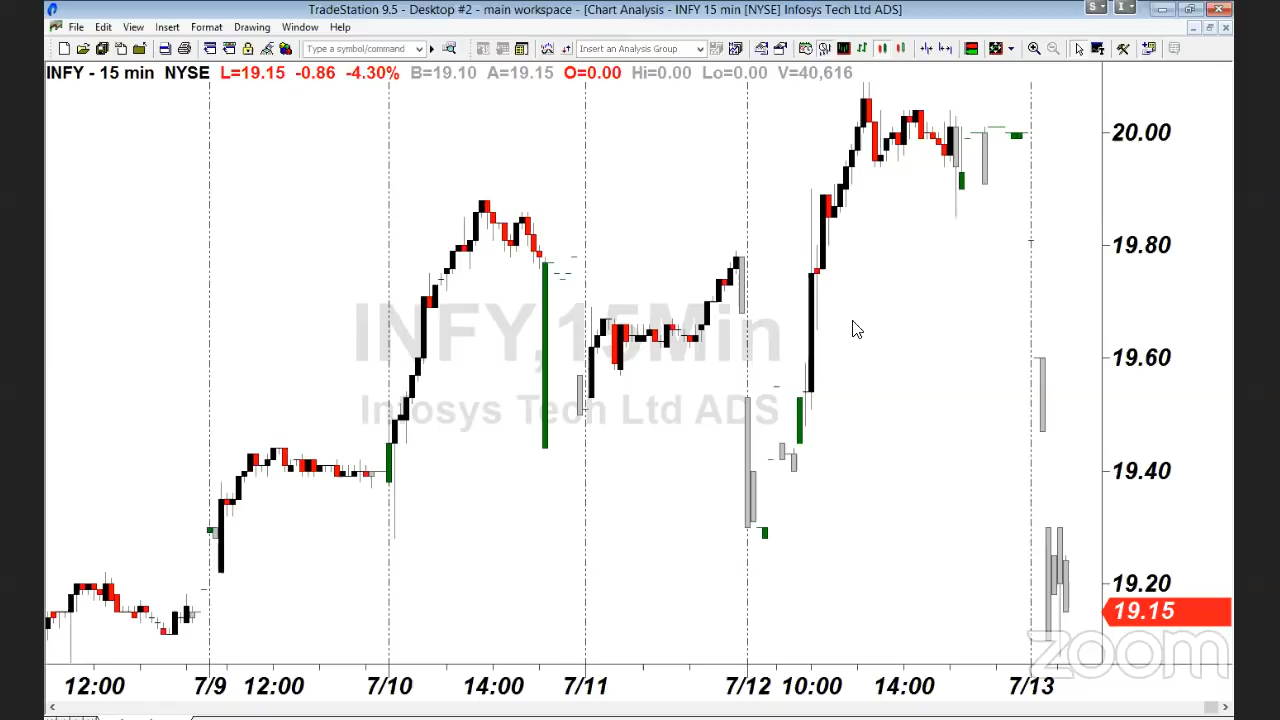 TradeStation 9.5 - Desktop #2 - main workspace - [Chart Analysis - INFY 15 min [NYSE] Infosys Tech Ltd ADS]
S I
File Edit View Insert Format Drawing Window Help
Type a symbol/command Insert an Analysis Group
INFY - 15 min NYSE L=19.15 -0.86 -4.30% B=19.10 A=19.15 O=0.00 Hi=0.00 Lo=0.00 V=40,616
20.00
19.80
INFY,15Min
19.60
Infosys Tech Ltd ADS
19.40
19.20
19.15
zoom
12:00 7/9 12:00 7/10 14:00 7/11 7/12 10:00 14:00 7/13